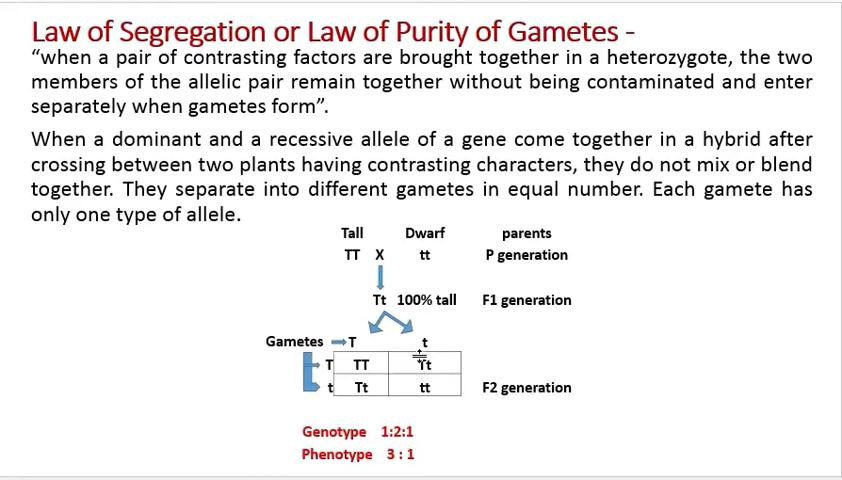 Law of Segregation or Law of Purity of Gametes -
“when a pair of contrasting factors are brought together in a heterozygote, the two
members of the allelic pair remain together without being contaminated and enter
separately when gametes form”.
When a dominant and a recessive allele of a gene come together in a hybrid after
crossing between two plants having contrasting characters, they do not mix or blend
together. They separate into different gametes in equal number. Each gamete has
only one type of allele.
Tall Dwarf parents
TT X tt P generation
Tt 100% tall F1 generation
Gametes T t
T TT Tt
t Tt tt F2 generation
Genotype 1:2:1
Phenotype 3 : 1